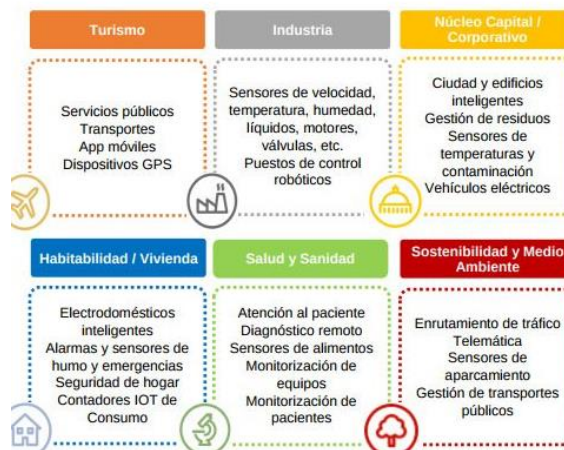 Turismo
Servicios públicos
Transportes
App móviles
Dispositivos GPS
Industria
Sensores de velocidad,
temperatura, humedad,
líquidos, motores,
válvulas, etc.
Puestos de control
robóticos
Núcleo Capital /
Corporativo
Ciudad y edificios
inteligentes
Gestión de residuos
Sensores de
temperaturas y
contaminación
Vehículos eléctricos
Habitabilidad / Vivienda
Electrodomésticos
inteligentes
Alarmas y sensores de
humo y emergencias
Seguridad de hogar
Contadores IOT de
Consumo
Salud y Sanidad
Atención al paciente
Diagnóstico remoto
Sensores de alimentos
Monitorización de
equipos
Monitorización de
pacientes
Sostenibilidad y Medio
Ambiente
Enrutamiento de tráfico
Telemática
Sensores de
aparcamiento
Gestión de transportes
públicos